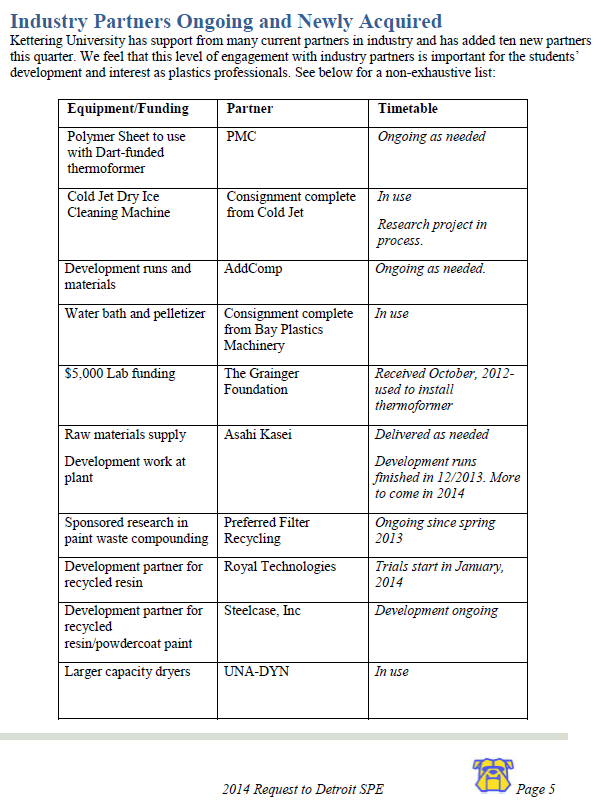 Industry Partners Ongoing and Newly Acquired
Kettering University has support from many current partners in industry and has added ten new partners
this quarter. We feel that this level of engagement with industry partners is important for the students'
development and interest as plastics professionals. See below for a non-exhaustive list:
Equipment/Funding Partner Timetable
Polymer Sheet to use PMC Ongoing as needed
with Dart-funded
thermoformer
Cold Jet Dry Ice Consignment complete In use
Cleaning Machine from Cold Jet
Research project in
process.
Development runs and AddComp Ongoing as needed.
materials
Water bath and pelletizer Consignment complete In use
from Bay Plastics
Machinery
$5,000 Lab funding The Grainger Received October, 2012-
Foundation used to install
thermoformer
Raw materials supply Asahi Kasei Delivered as needed
Development work at Development runs
plant finished in 12/2013. More
to come in 2014
Sponsored research in Preferred Filter Ongoing since spring
paint waste compounding Recycling 2013
Development partner for Royal Technologies Trials start in January,
recycled resin 2014
Development partner for Steelcase, Inc Development ongoing
recycled
resin/powdercoat paint
Larger capacity dryers UNA-DYN In use
2014 Request to Detroit SPE Page 5